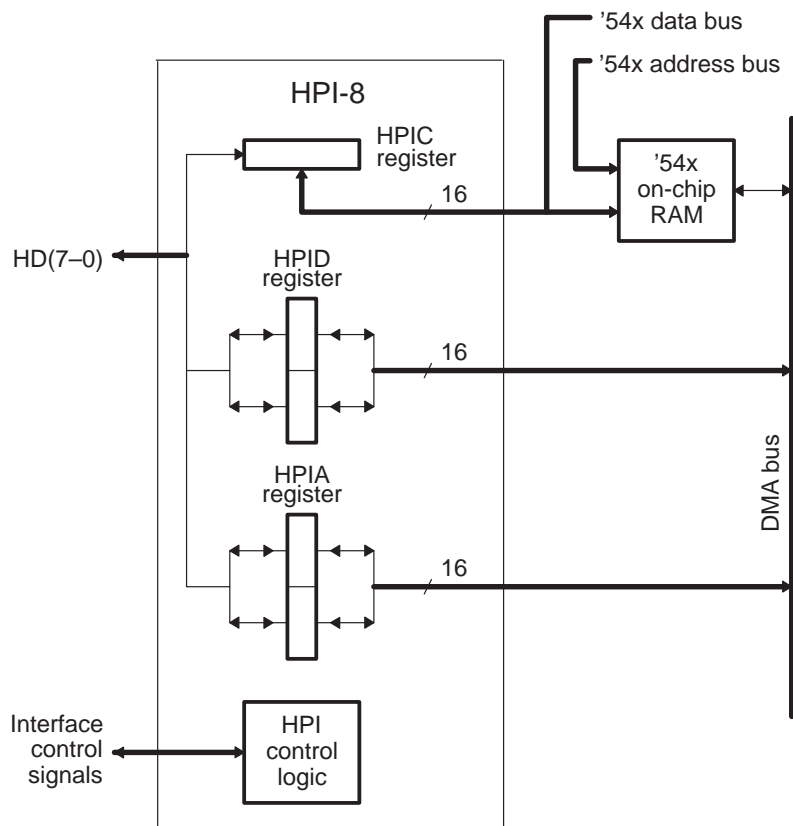 '54x data bus
'54x address bus
HPI-8
HPIC
register
16
'54x
on-chip
RAM
HD(7–0)
HPID
register
16
HPIA
register
16
DMA bus
Interface
control
signals
HPI
control
logic